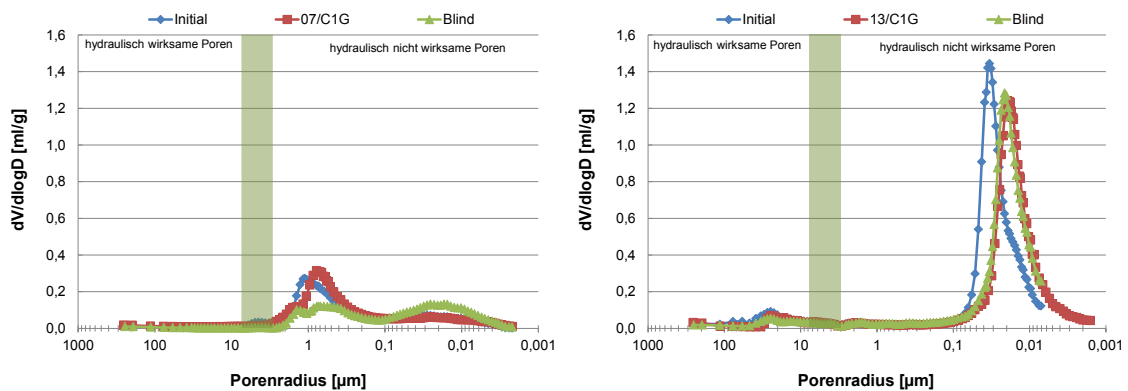 Initial 07/C1G Blind
hydraulisch wirksame Poren
hydraulisch nicht wirksame Poren
1,6
1,4
1,2
1,0
0,8
0,6
0,4
0,2
0,0
dV/dlogD [ml/g]
1000 100 10 1 0,1 0,01 0,001
Porenradius [µm]
Initial 13/C1G Blind
hydraulisch wirksame Poren
hydraulisch nicht wirksame Poren
1,6
1,4
1,2
1,0
0,8
0,6
0,4
0,2
0,0
dV/dlogD [ml/g]
1000 100 10 1 0,1 0,01 0,001
Porenradius [µm]